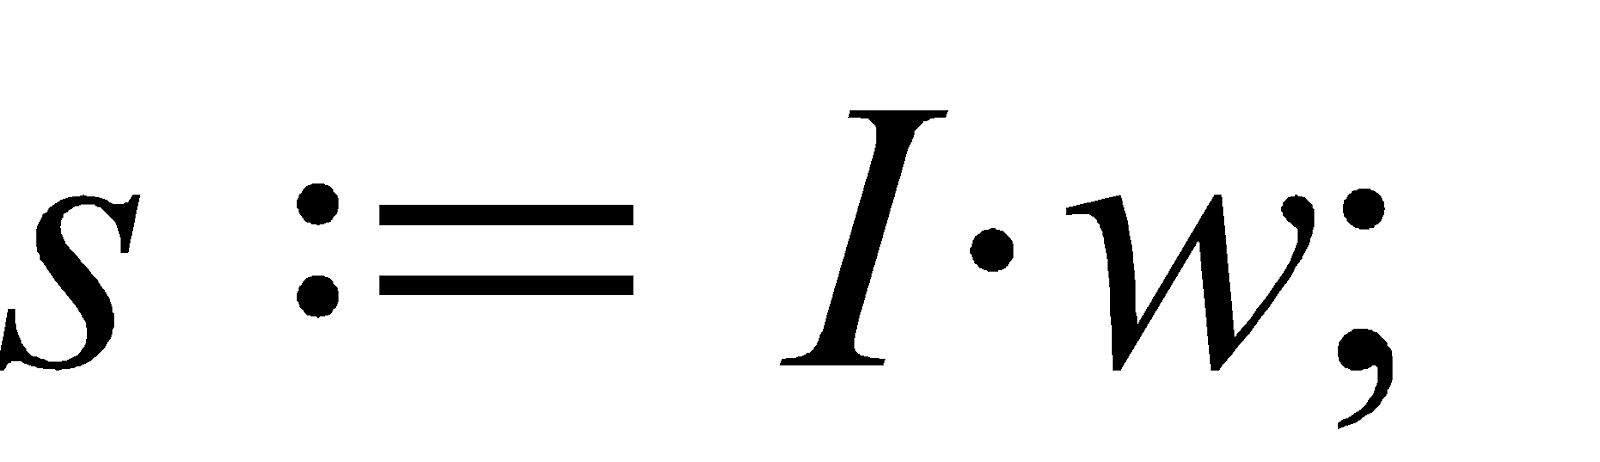 s := I·w;